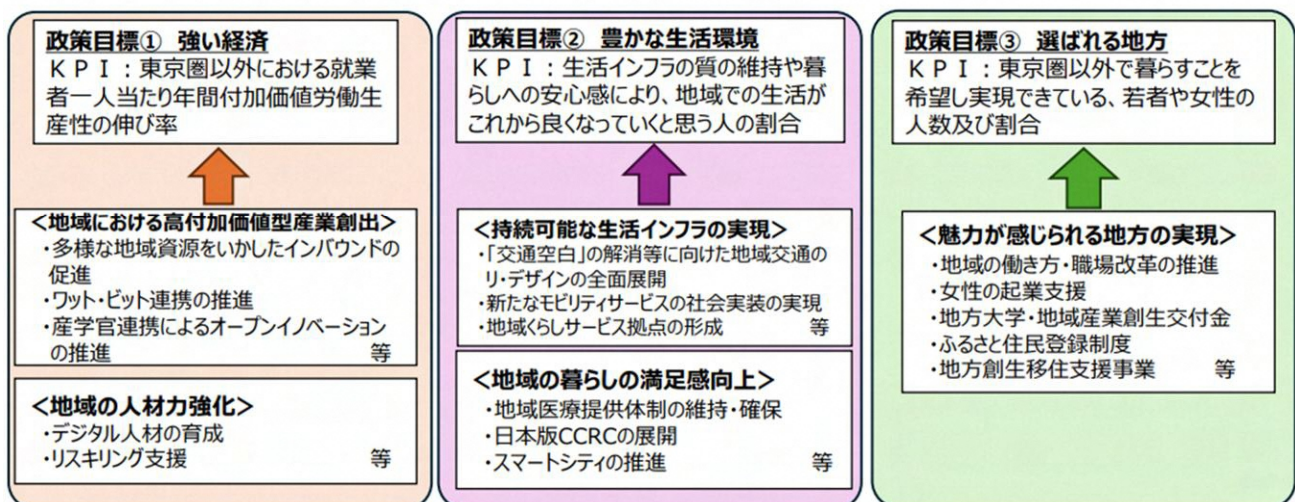 政策目標① 強い経済
KPI:東京圏以外における就業
者一人当たり年間付加価値労働生
産性の伸び率
<地域における高付加価値型産業創出>
・多様な地域資源をいかしたインバウンドの
促進
・ワット・ビット連携の推進
・産学官連携によるオープンイノベーション
の推進 等
<地域の人材力強化>
・デジタル人材の育成
・リスキリング支援 等
政策目標② 豊かな生活環境
KPI:生活インフラの質の維持や暮
らしへの安心感により、地域での生活が
これから良くなっていくと思う人の割合
<持続可能な生活インフラの実現>
・「交通空白」の解消等に向けた地域交通の
リ・デザインの全面展開
・新たなモビリティサービスの社会実装の実現
・地域くらしサービス拠点の形成 等
<地域の暮らしの満足感向上>
・地域医療提供体制の維持・確保
・日本版CCRCの展開
・スマートシティの推進 等
政策目標③ 選ばれる地方
KPI:東京圏以外で暮らすことを
希望し実現できている、若者や女性の
人数及び割合
<魅力が感じられる地方の実現>
・地域の働き方・職場改革の推進
・女性の起業支援
・地方大学・地域産業創生交付金
・ふるさと住民登録制度
・地方創生移住支援事業 等